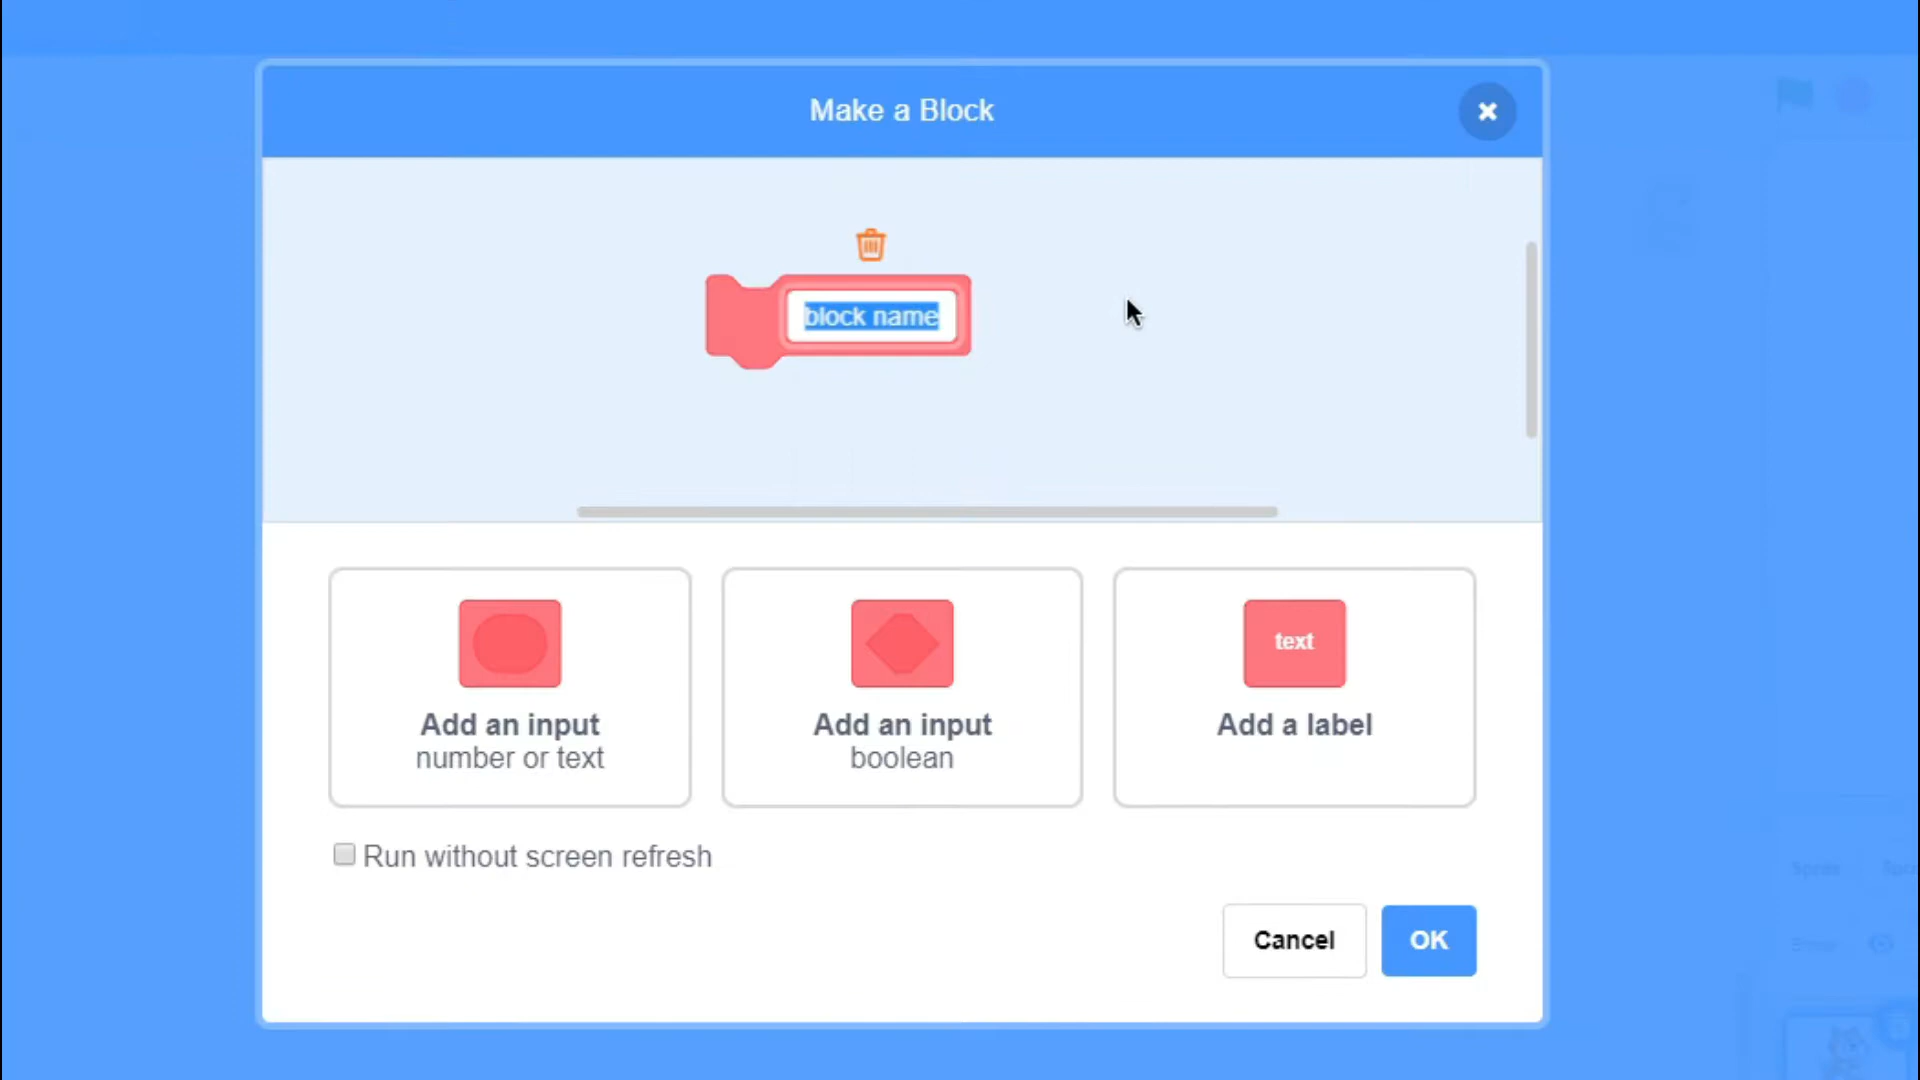 Make a Block
block name
text
Add an input
number or text
Add an input
boolean
Add a label
Run without screen refresh
Cancel
OK
Sprite